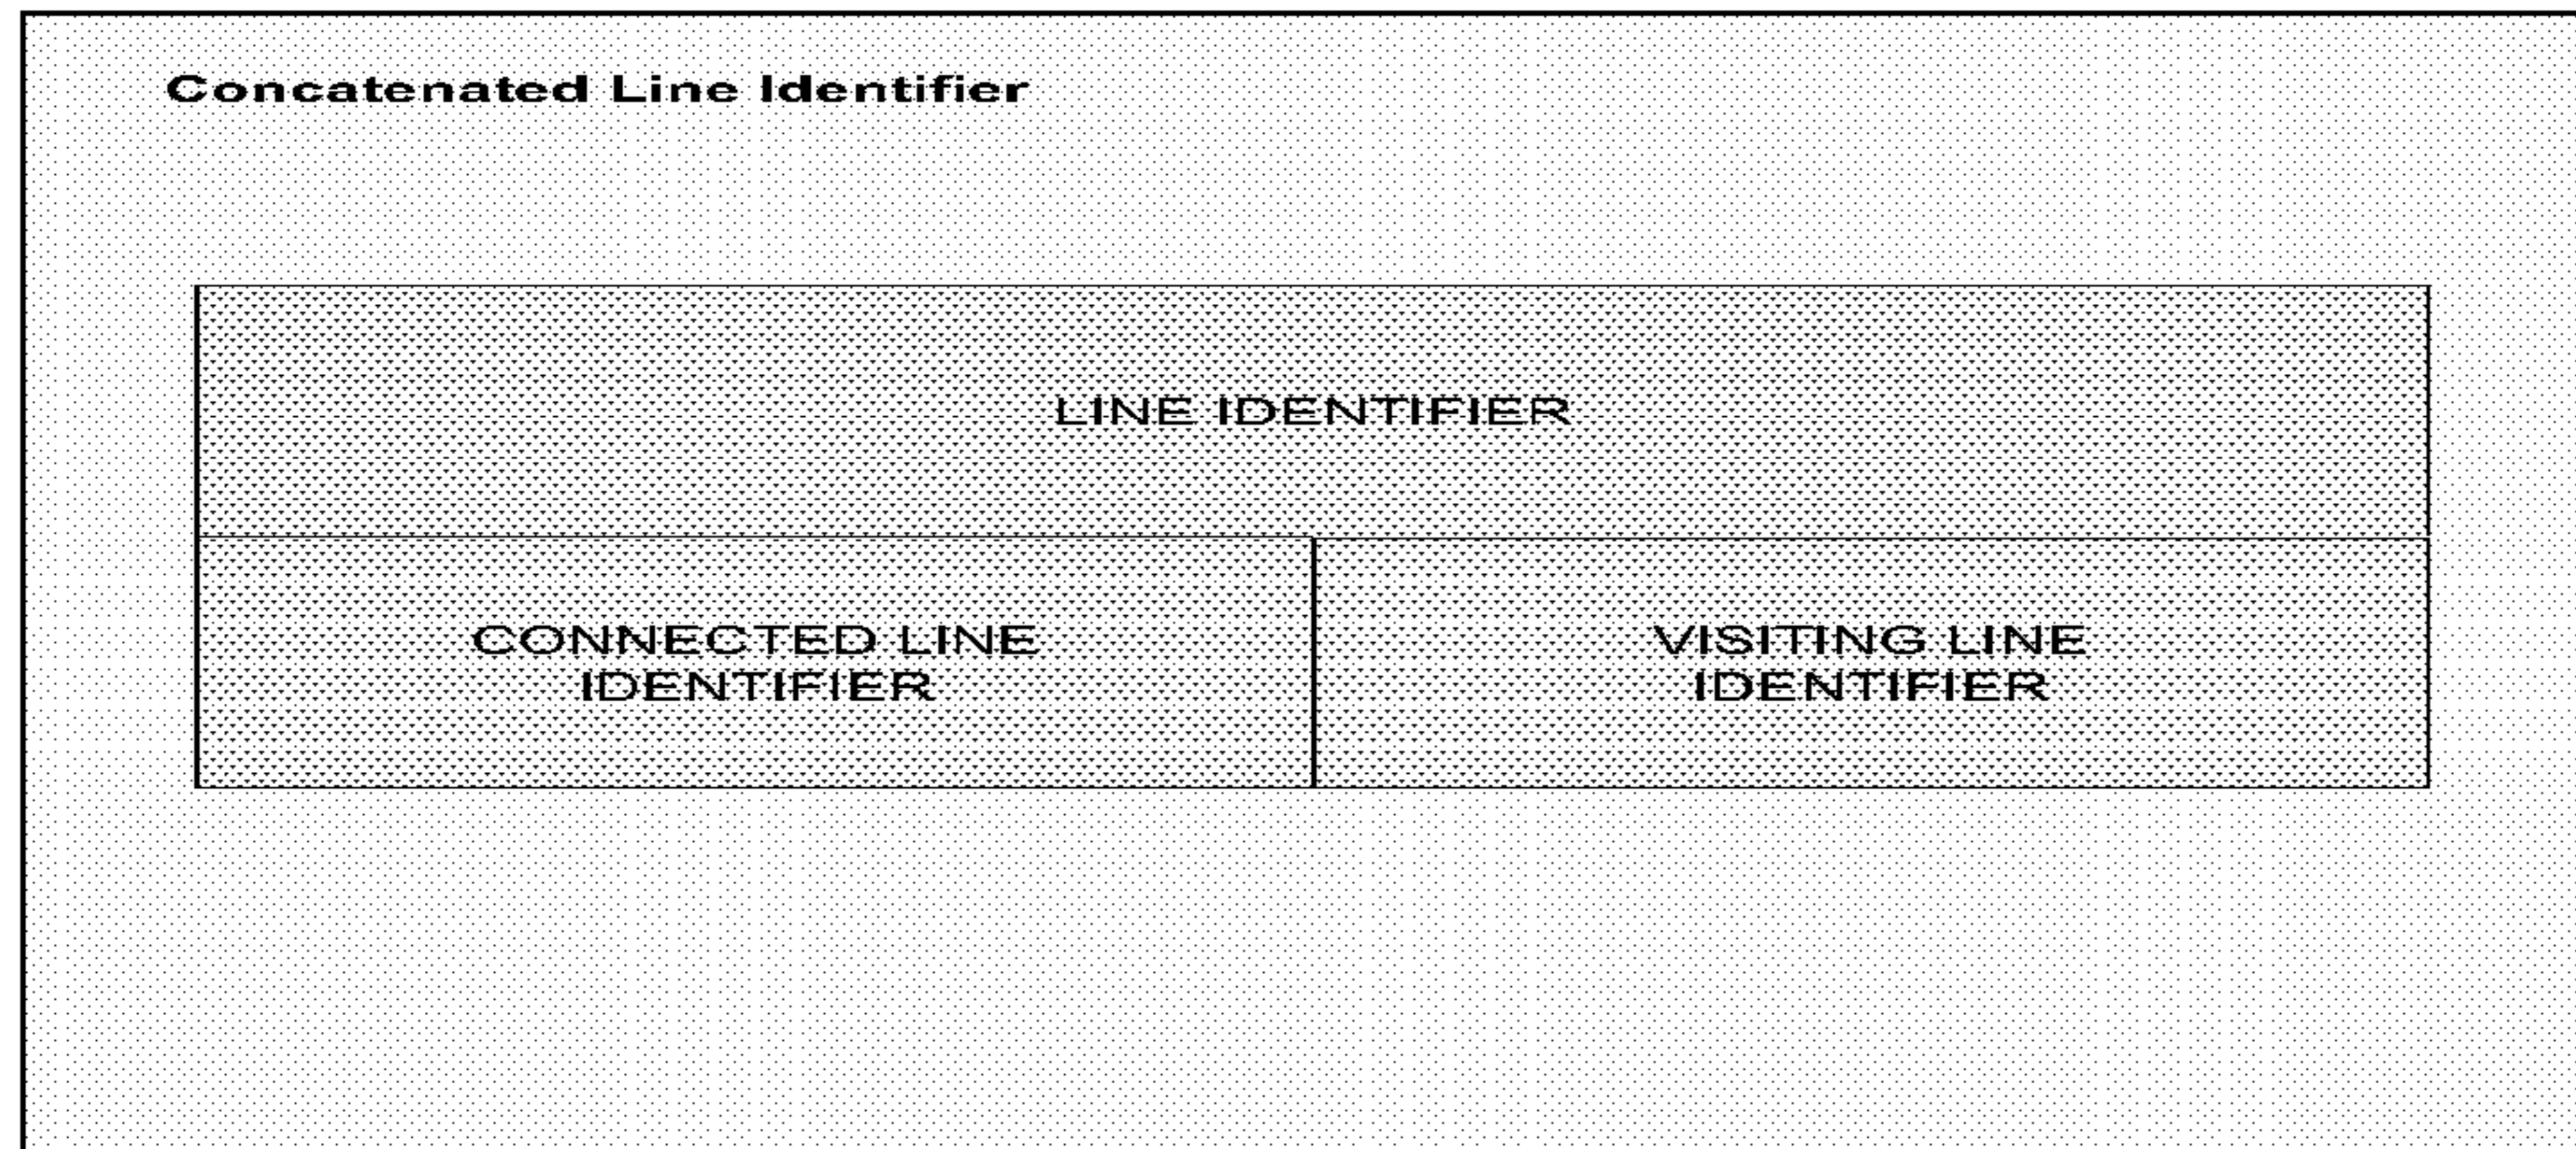 Concatenated Line Identifier
LINE IDENTIFIER
CONNECTED LINE
IDENTIFIER
VISITING LINE
IDENTIFIER